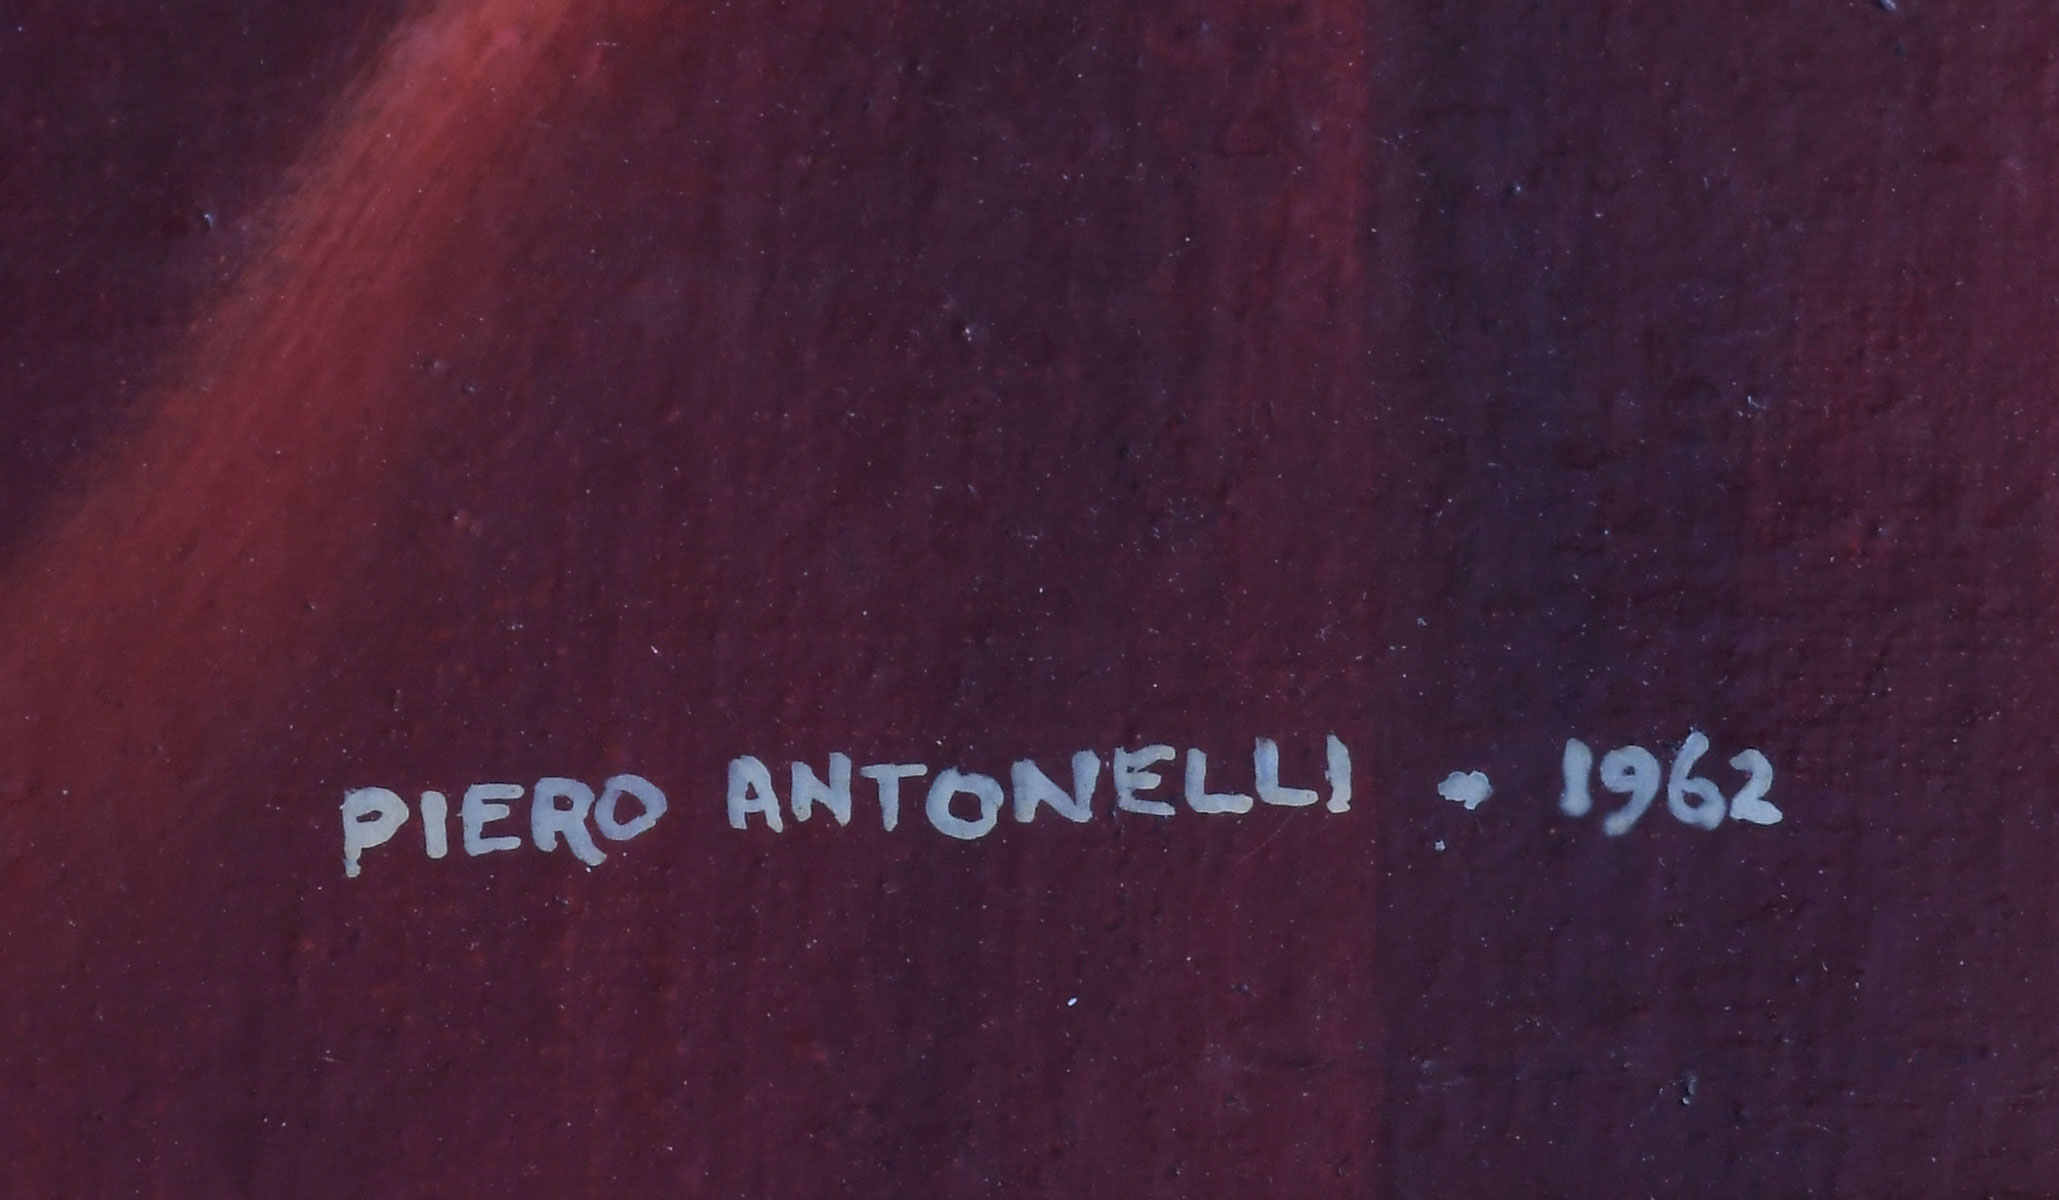 PIERO ANTONELLI • 1962